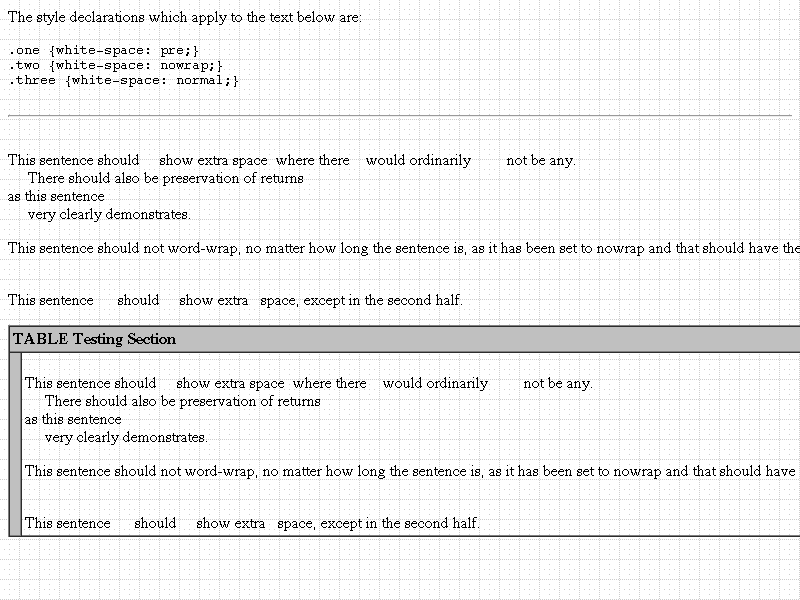 The style declarations which apply to the text below are:
.one {white-space: pre;}
.two {white-space: nowrap;}
.three {white-space: normal;}
This sentence should     show extra space  where there    would ordinarily         not be any.
     There should also be preservation of returns
as this sentence
     very clearly demonstrates.
This sentence should not word-wrap, no matter how long the sentence is, as it has been set to nowrap and that should have the
This sentence      should     show extra   space, except in the second half.
TABLE Testing Section
This sentence should     show extra space  where there    would ordinarily         not be any.
     There should also be preservation of returns
as this sentence
     very clearly demonstrates.
This sentence should not word-wrap, no matter how long the sentence is, as it has been set to nowrap and that should have
This sentence      should     show extra   space, except in the second half.